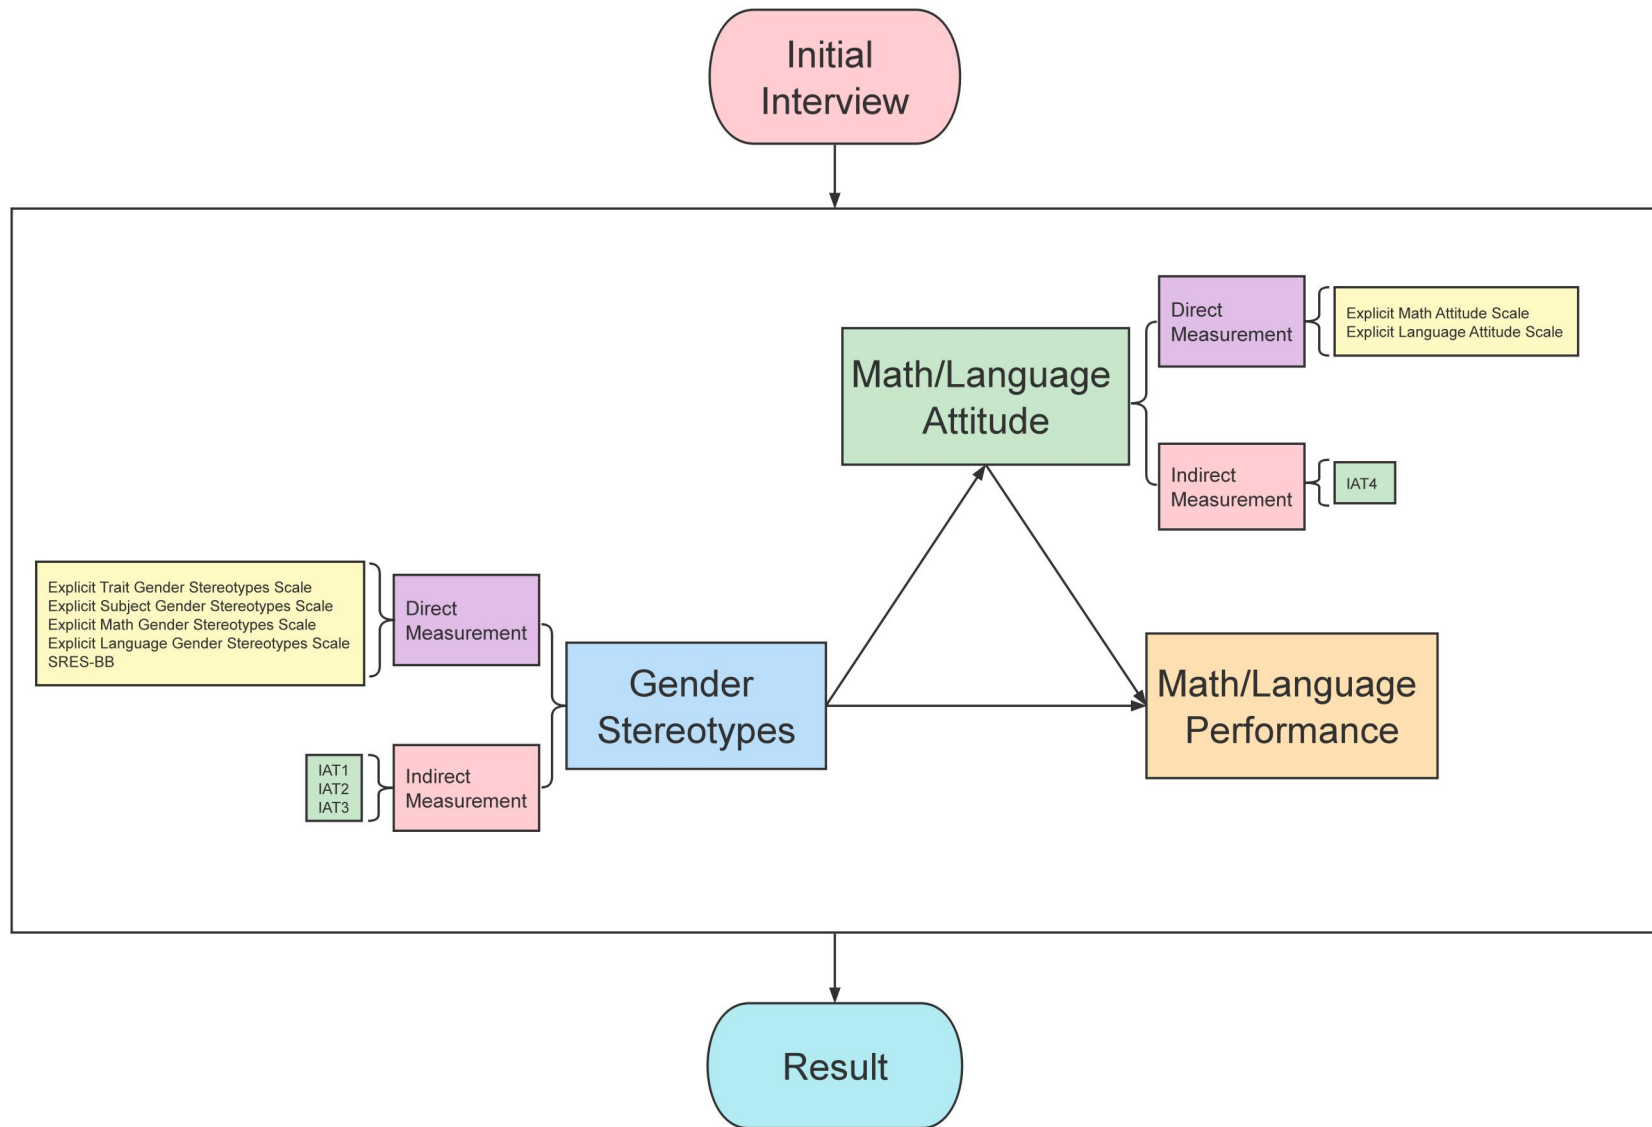 Initial
Interview
Direct
Measurement
Explicit Math Attitude Scale
Explicit Language Attitude Scale
Math/Language
Attitude
Indirect
Measurement
IAT4
Explicit Trait Gender Stereotypes Scale
Explicit Subject Gender Stereotypes Scale
Explicit Math Gender Stereotypes Scale
Explicit Language Gender Stereotypes Scale
SRES-BB
Direct
Measurement
Gender
Stereotypes
Math/Language
Performance
IAT1
IAT2
IAT3
Indirect
Measurement
Result